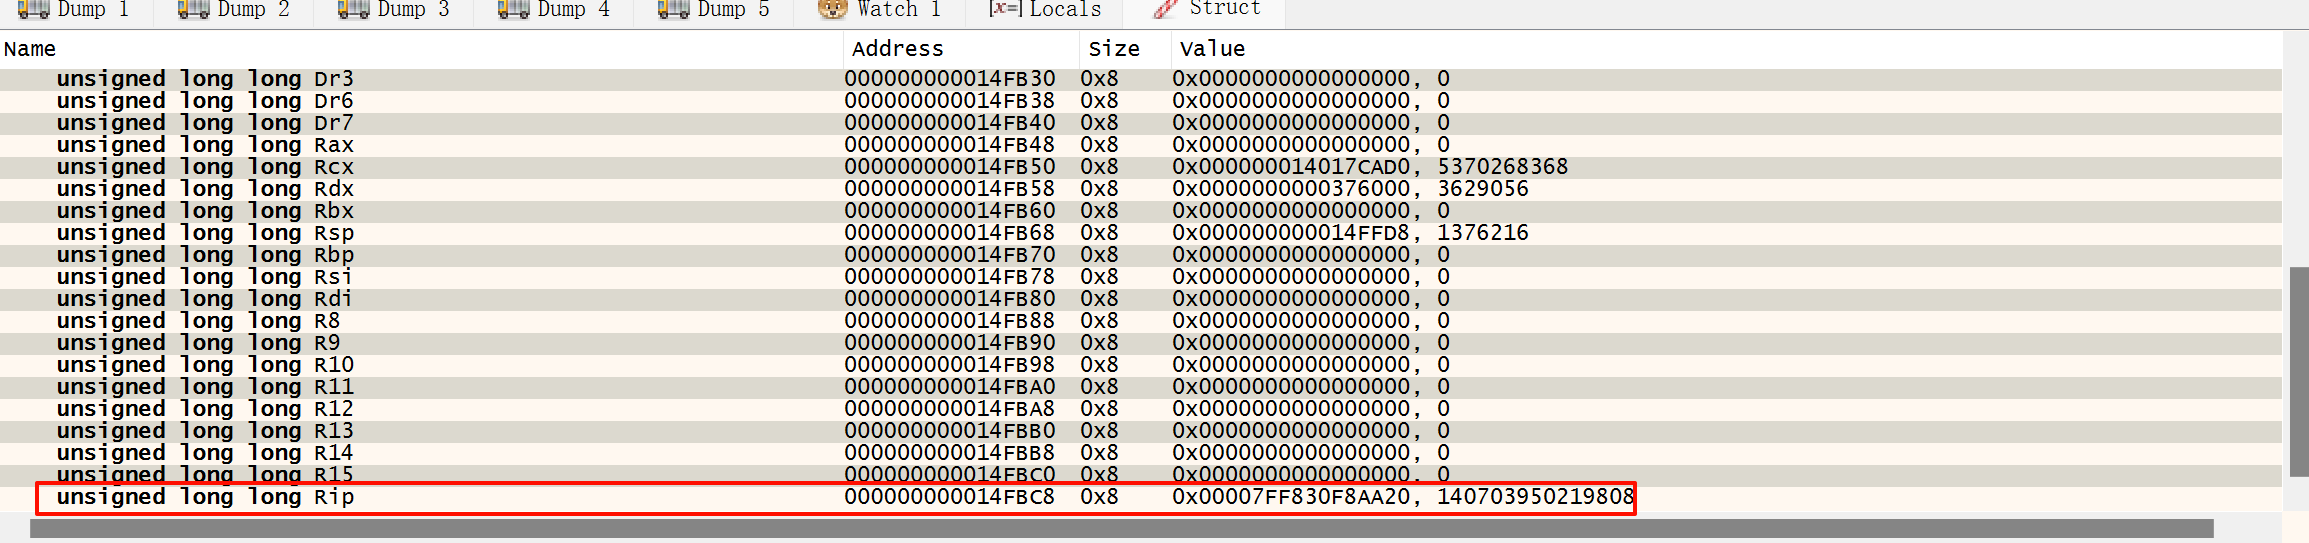 Dump 1 Dump 2 Dump 3 Dump 4 Dump 5 Watch 1 [x=] Locals Struct
Name Address Size Value
unsigned long long Dr3 000000000014FB30 0x8 0x0000000000000000, 0
unsigned long long Dr6 000000000014FB38 0x8 0x0000000000000000, 0
unsigned long long Dr7 000000000014FB40 0x8 0x0000000000000000, 0
unsigned long long Rax 000000000014FB48 0x8 0x0000000000000000, 0
unsigned long long Rcx 000000000014FB50 0x8 0x000000014017CAD0, 5370268368
unsigned long long Rdx 000000000014FB58 0x8 0x0000000000376000, 3629056
unsigned long long Rbx 000000000014FB60 0x8 0x0000000000000000, 0
unsigned long long Rsp 000000000014FB68 0x8 0x000000000014FFD8, 1376216
unsigned long long Rbp 000000000014FB70 0x8 0x0000000000000000, 0
unsigned long long Rsi 000000000014FB78 0x8 0x0000000000000000, 0
unsigned long long Rdi 000000000014FB80 0x8 0x0000000000000000, 0
unsigned long long R8 000000000014FB88 0x8 0x0000000000000000, 0
unsigned long long R9 000000000014FB90 0x8 0x0000000000000000, 0
unsigned long long R10 000000000014FB98 0x8 0x0000000000000000, 0
unsigned long long R11 000000000014FBA0 0x8 0x0000000000000000, 0
unsigned long long R12 000000000014FBA8 0x8 0x0000000000000000, 0
unsigned long long R13 000000000014FBB0 0x8 0x0000000000000000, 0
unsigned long long R14 000000000014FBB8 0x8 0x0000000000000000, 0
unsigned long long R15 000000000014FBC0 0x8 0x0000000000000000, 0
unsigned long long Rip 000000000014FBC8 0x8 0x00007FF830F8AA20, 140703950219808